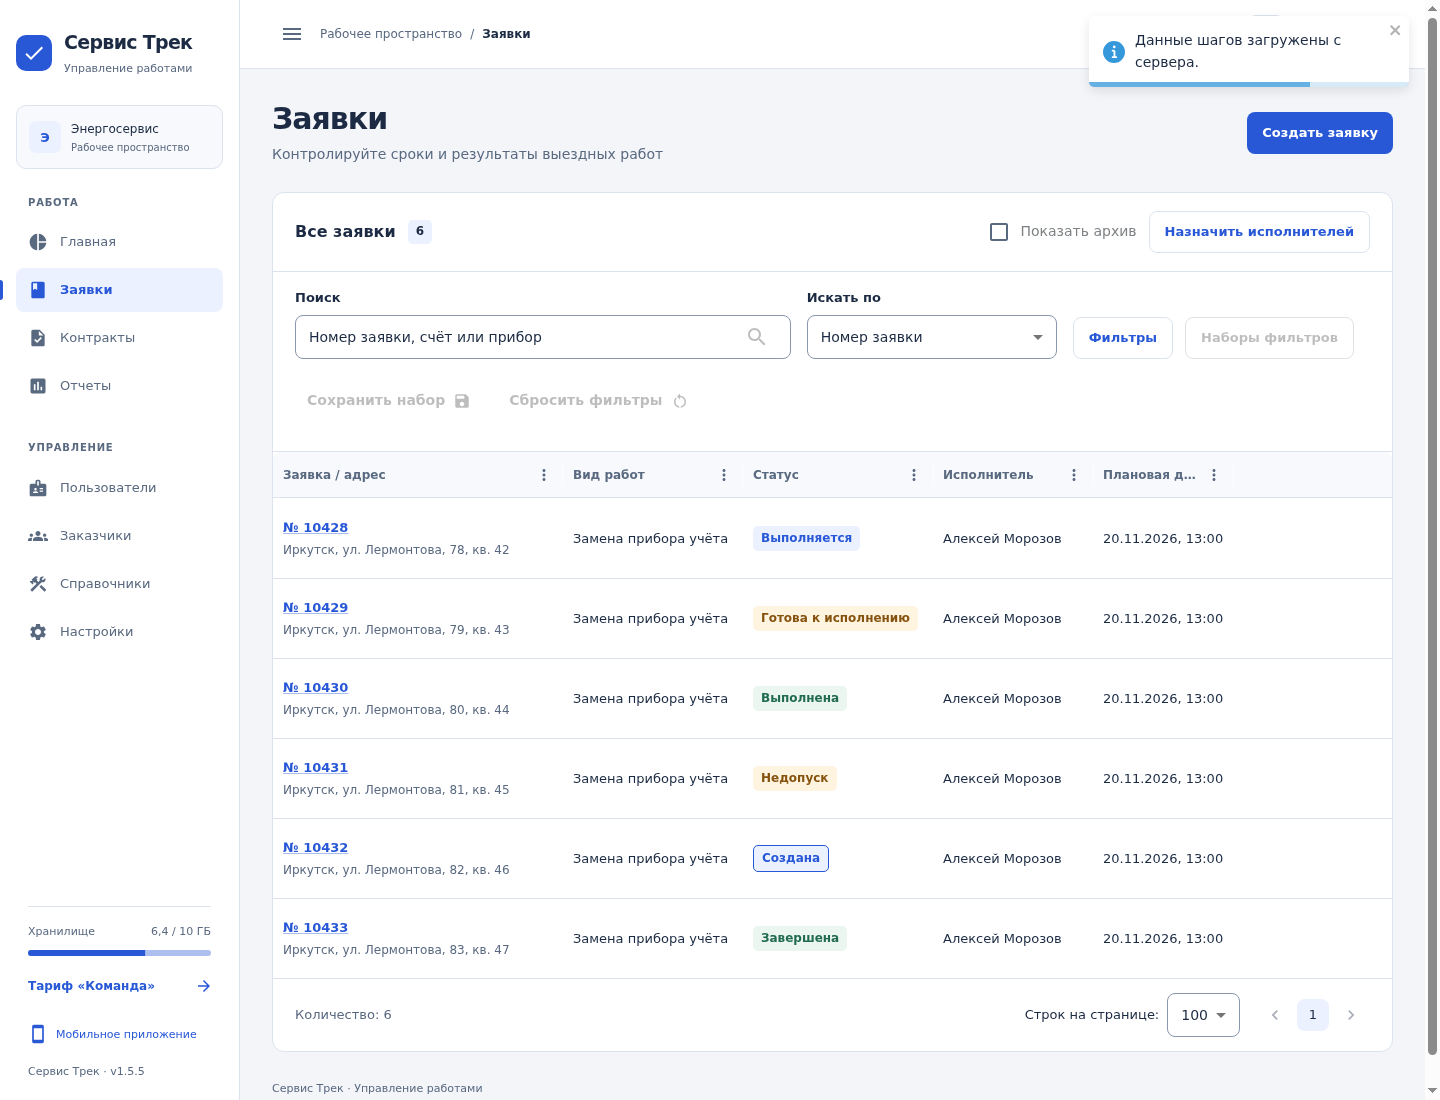 Сервис Трек
Управление работами
Э
Энергосервис
Рабочее пространство
РАБОТА
Главная
Заявки
Контракты
Отчеты
УПРАВЛЕНИЕ
Пользователи
Заказчики
Справочники
Настройки
Хранилище 6,4 / 10 ГБ
Тариф «Команда»
Мобильное приложение
Сервис Трек · v1.5.5
Рабочее пространство / Заявки
Данные шагов загружены с
сервера.
Заявки
Контролируйте сроки и результаты выездных работ
Создать заявку
Все заявки 6
Показать архив
Назначить исполнителей
Поиск
Номер заявки, счёт или прибор
Искать по
Номер заявки
Фильтры
Наборы фильтров
Сохранить набор
Сбросить фильтры
Заявка / адрес Вид работ Статус Исполнитель Плановая д...
№ 10428
Иркутск, ул. Лермонтова, 78, кв. 42
Замена прибора учёта Выполняется Алексей Морозов 20.11.2026, 13:00
№ 10429
Иркутск, ул. Лермонтова, 79, кв. 43
Замена прибора учёта Готова к исполнению Алексей Морозов 20.11.2026, 13:00
№ 10430
Иркутск, ул. Лермонтова, 80, кв. 44
Замена прибора учёта Выполнена Алексей Морозов 20.11.2026, 13:00
№ 10431
Иркутск, ул. Лермонтова, 81, кв. 45
Замена прибора учёта Недопуск Алексей Морозов 20.11.2026, 13:00
№ 10432
Иркутск, ул. Лермонтова, 82, кв. 46
Замена прибора учёта Создана Алексей Морозов 20.11.2026, 13:00
№ 10433
Иркутск, ул. Лермонтова, 83, кв. 47
Замена прибора учёта Завершена Алексей Морозов 20.11.2026, 13:00
Количество: 6
Строк на странице: 100
1
Сервис Трек · Управление работами